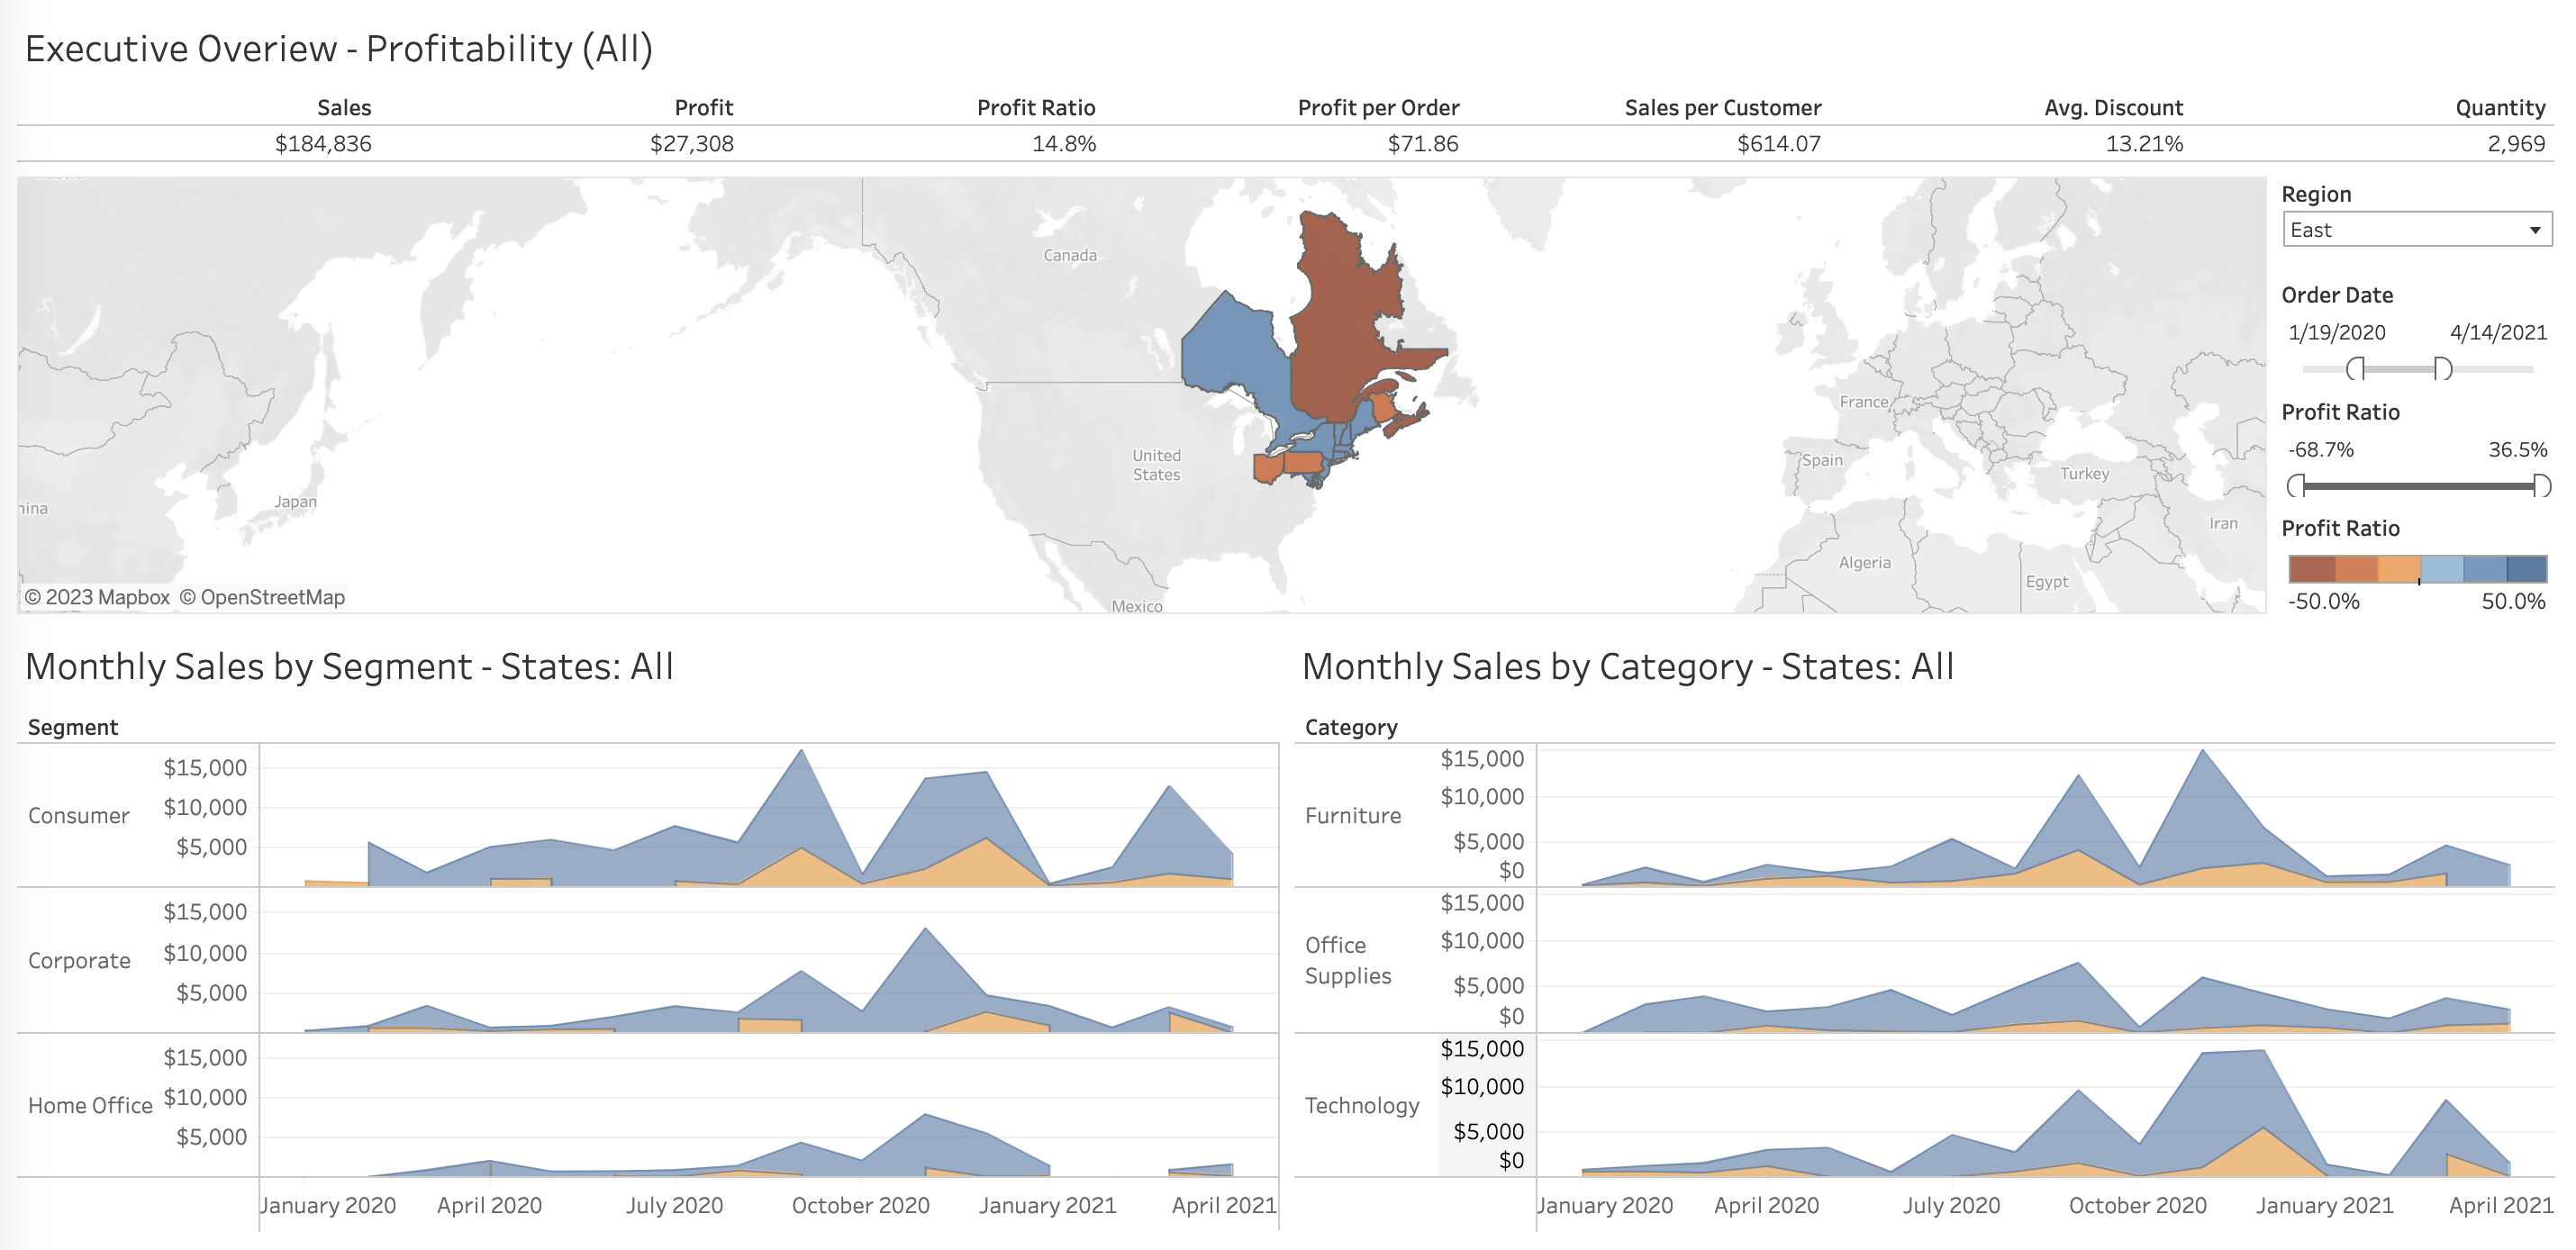 Executive Overiew - Profitability (All)
Sales Profit Profit Ratio Profit per Order Sales per Customer Avg. Discount Quantity
$184,836 $27,308 14.8% $71.86 $614.07 13.21% 2,969
Canada
United
States
Mexico
Japan
hina
France
Spain
Turkey
Iran
Algeria
Egypt
© 2023 Mapbox © OpenStreetMap
Region
East
Order Date
1/19/2020 4/14/2021
Profit Ratio
-68.7% 36.5%
Profit Ratio
-50.0% 50.0%
Monthly Sales by Segment - States: All
Segment
Consumer
$15,000
$10,000
$5,000
Corporate
$15,000
$10,000
$5,000
Home Office
$15,000
$10,000
$5,000
January 2020 April 2020 July 2020 October 2020 January 2021 April 2021
Monthly Sales by Category - States: All
Category
Furniture
$15,000
$10,000
$5,000
$0
Office
Supplies
$15,000
$10,000
$5,000
$0
Technology
$15,000
$10,000
$5,000
$0
January 2020 April 2020 July 2020 October 2020 January 2021 April 2021